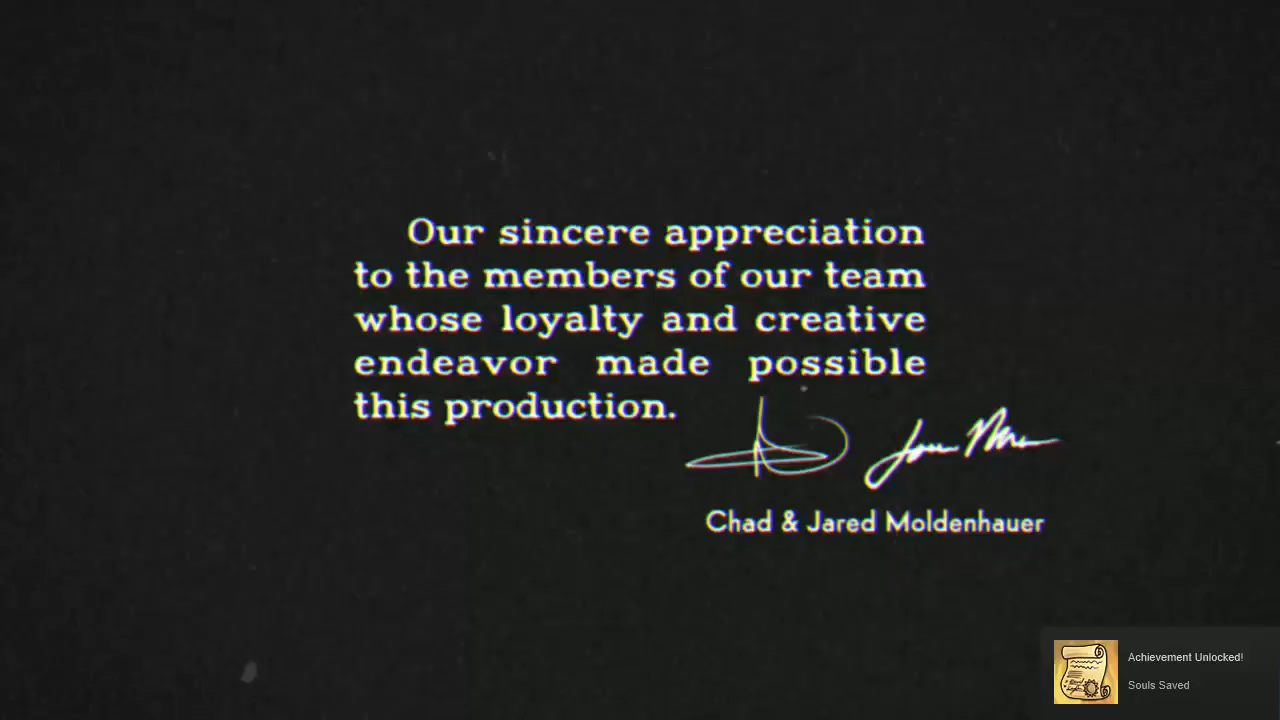 Our sincere appreciation
to the members of our team
whose loyalty and creative
endeavor made possible
this production.
Chad & Jared Moldenhauer
Achievement Unlocked!
Souls Saved